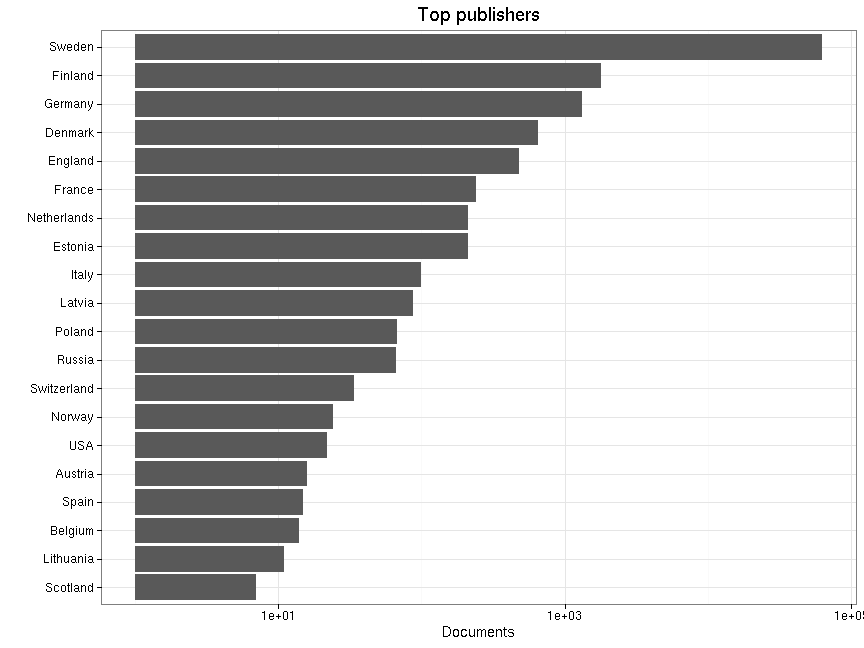 Top publishers
Sweden
Finland
Germany
Denmark
England
France
Netherlands
Estonia
Italy
Latvia
Poland
Russia
Switzerland
Norway
USA
Austria
Spain
Belgium
Lithuania
Scotland
1e+01 1e+03 1e+05
Documents